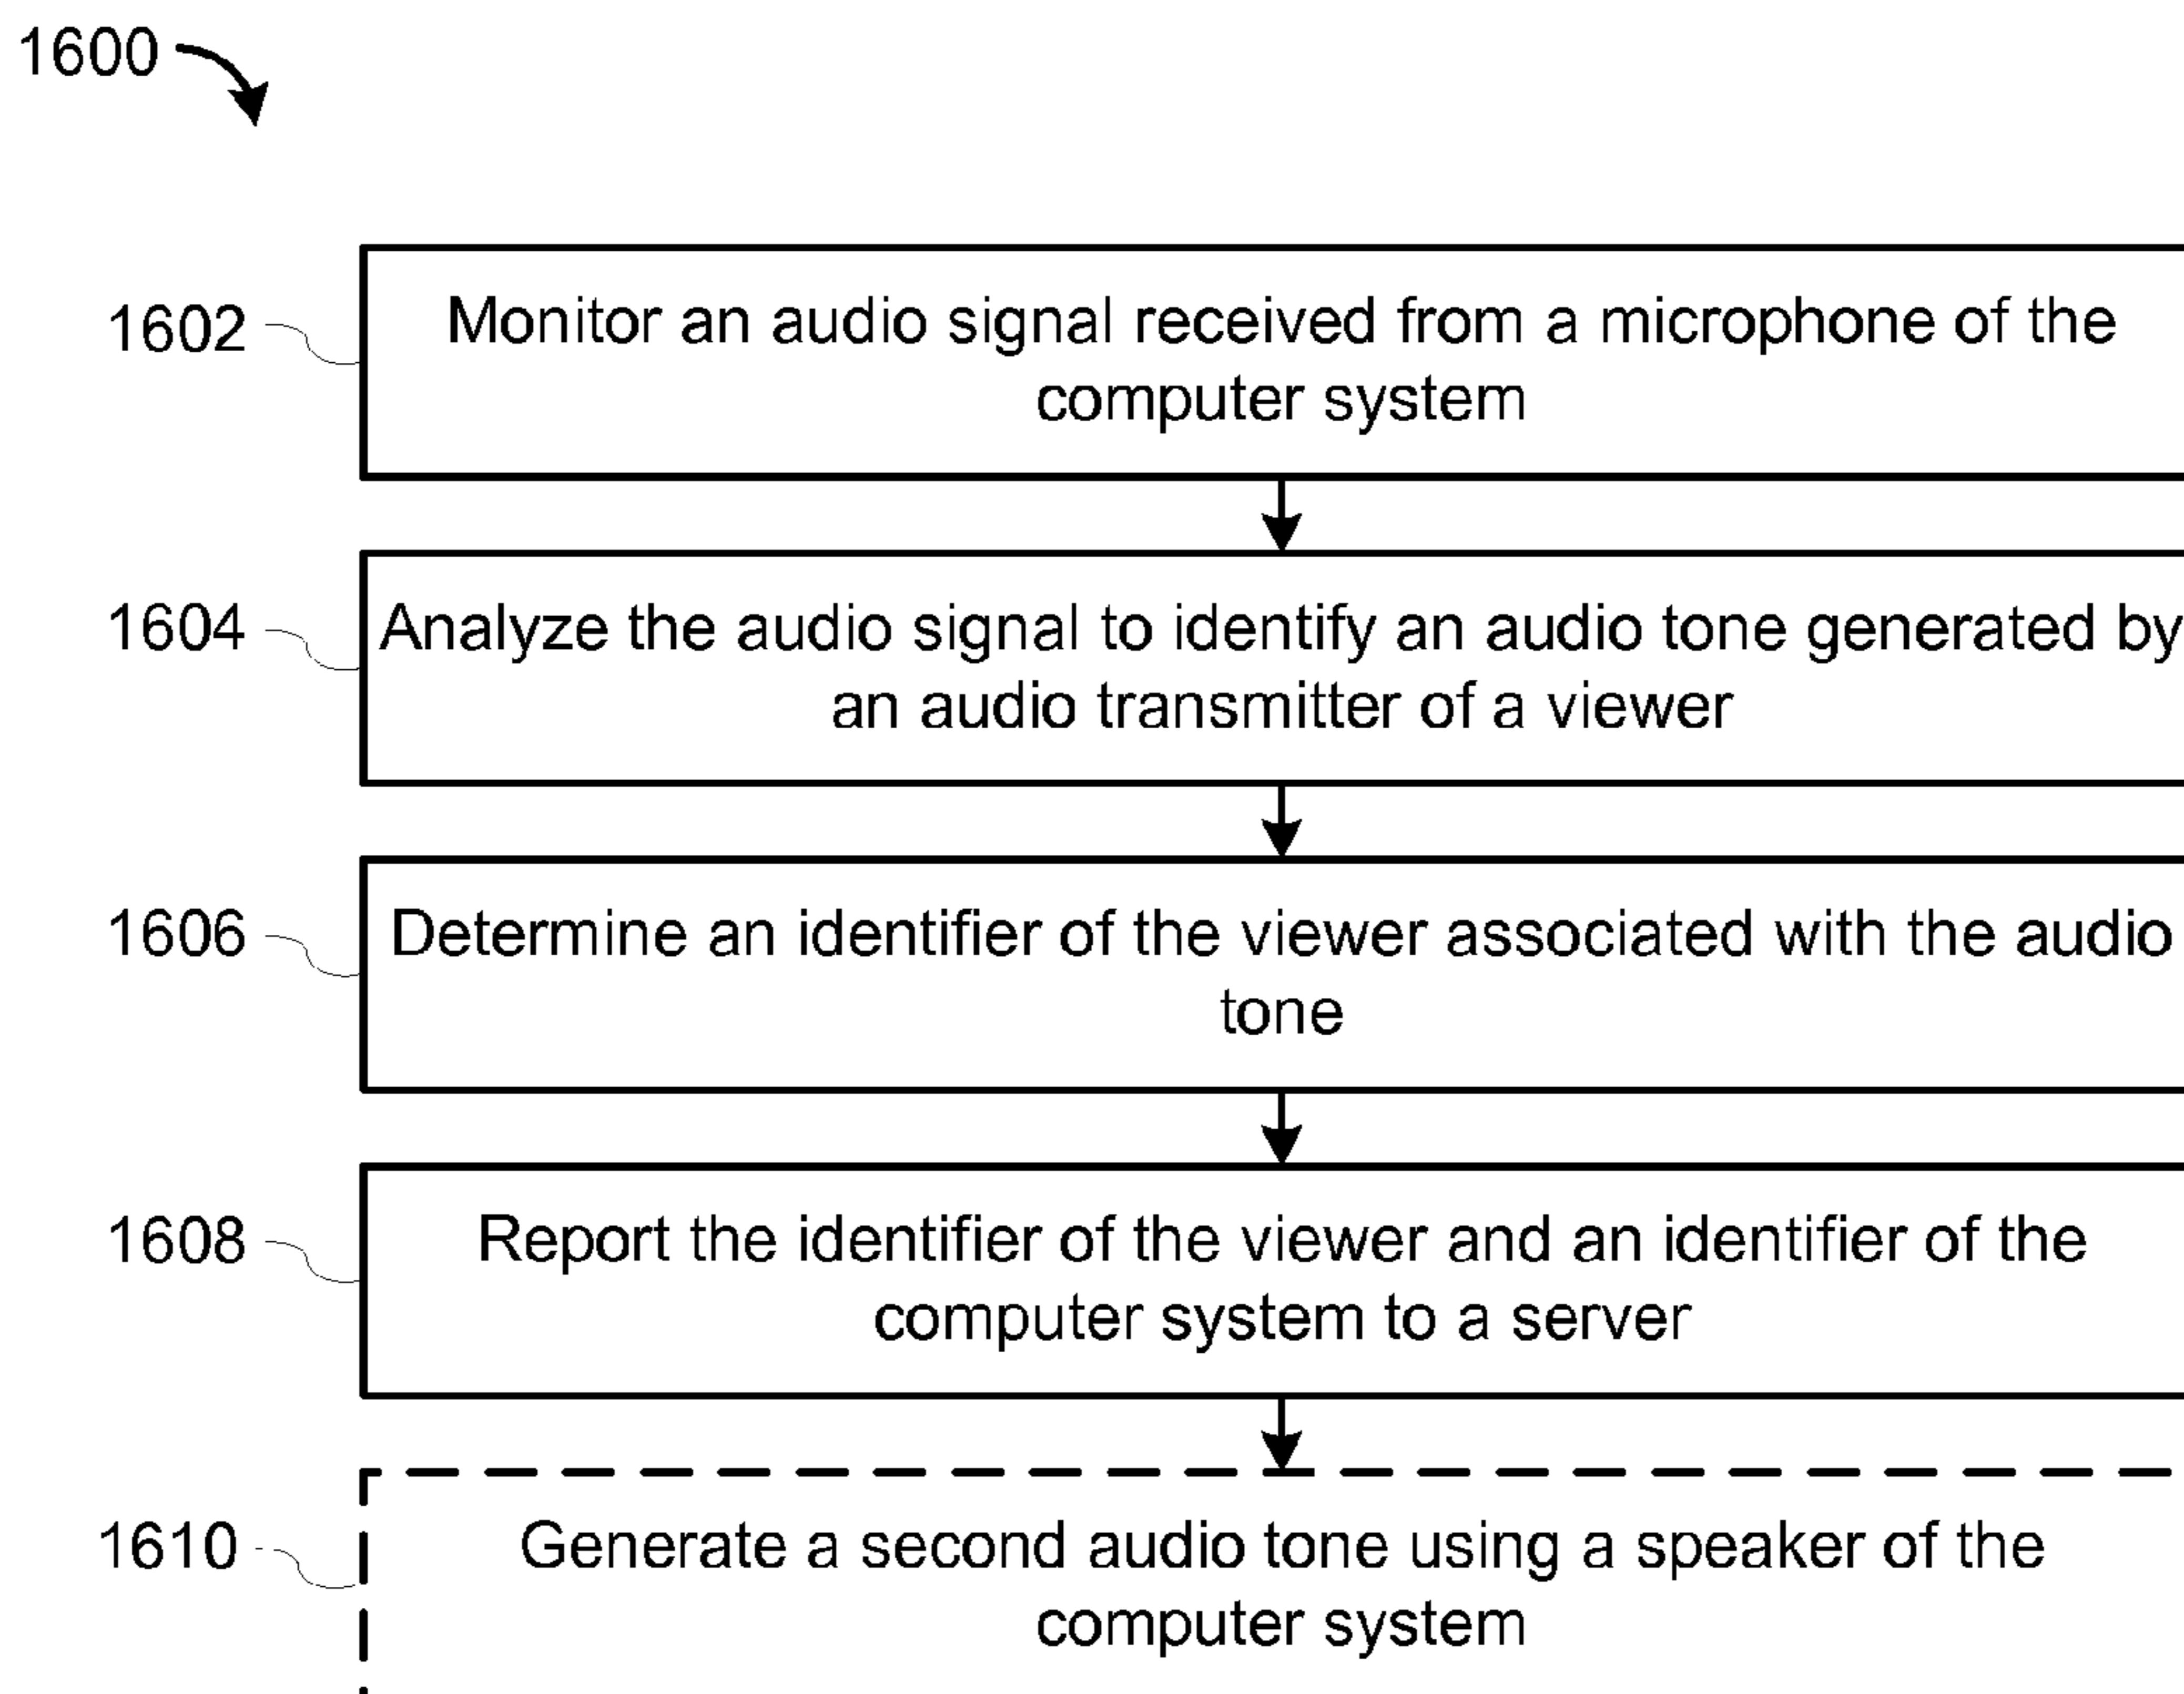 1600
1602
Monitor an audio signal received from a microphone of the
computer system
1604
Analyze the audio signal to identify an audio tone generated by
an audio transmitter of a viewer
1606
Determine an identifier of the viewer associated with the audio
tone
1608
Report the identifier of the viewer and an identifier of the
computer system to a server
1610
Generate a second audio tone using a speaker of the
computer system